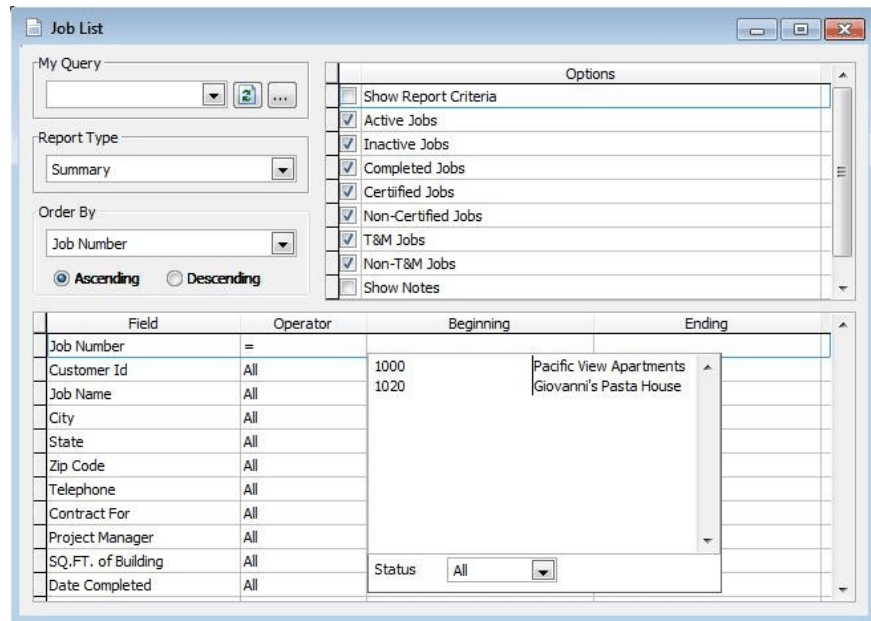 Job List
My Query
...
Report Type
Summary
Order By
Job Number
Ascending Descending
Options
Show Report Criteria
Active Jobs
Inactive Jobs
Completed Jobs
Certiified Jobs
Non-Certified Jobs
T&M Jobs
Non-T&M Jobs
Show Notes
Field Operator Beginning Ending
Job Number =
Customer Id All
Job Name All
City All
State All
Zip Code All
Telephone All
Contract For All
Project Manager All
SQ.FT. of Building All
Date Completed All
1000 Pacific View Apartments
1020 Giovanni's Pasta House
Status All